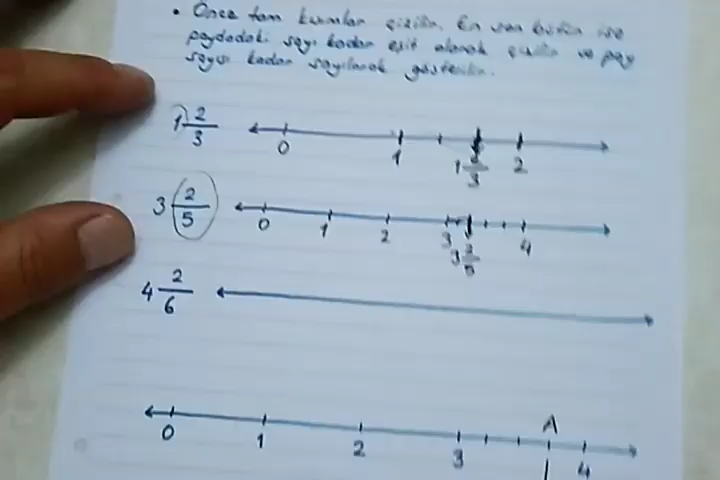 • Önce tam kısımlar çizilir. En son bütün ise
paydadaki sayı kadar eşit olarak çizilir ve pay
sayısı kadar sayılarak gösterilir.
1 2/3 0 1 1 2/3 2
3 2/5 0 1 2 3 3 2/5 4
4 2/6
A
0 1 2 3 4